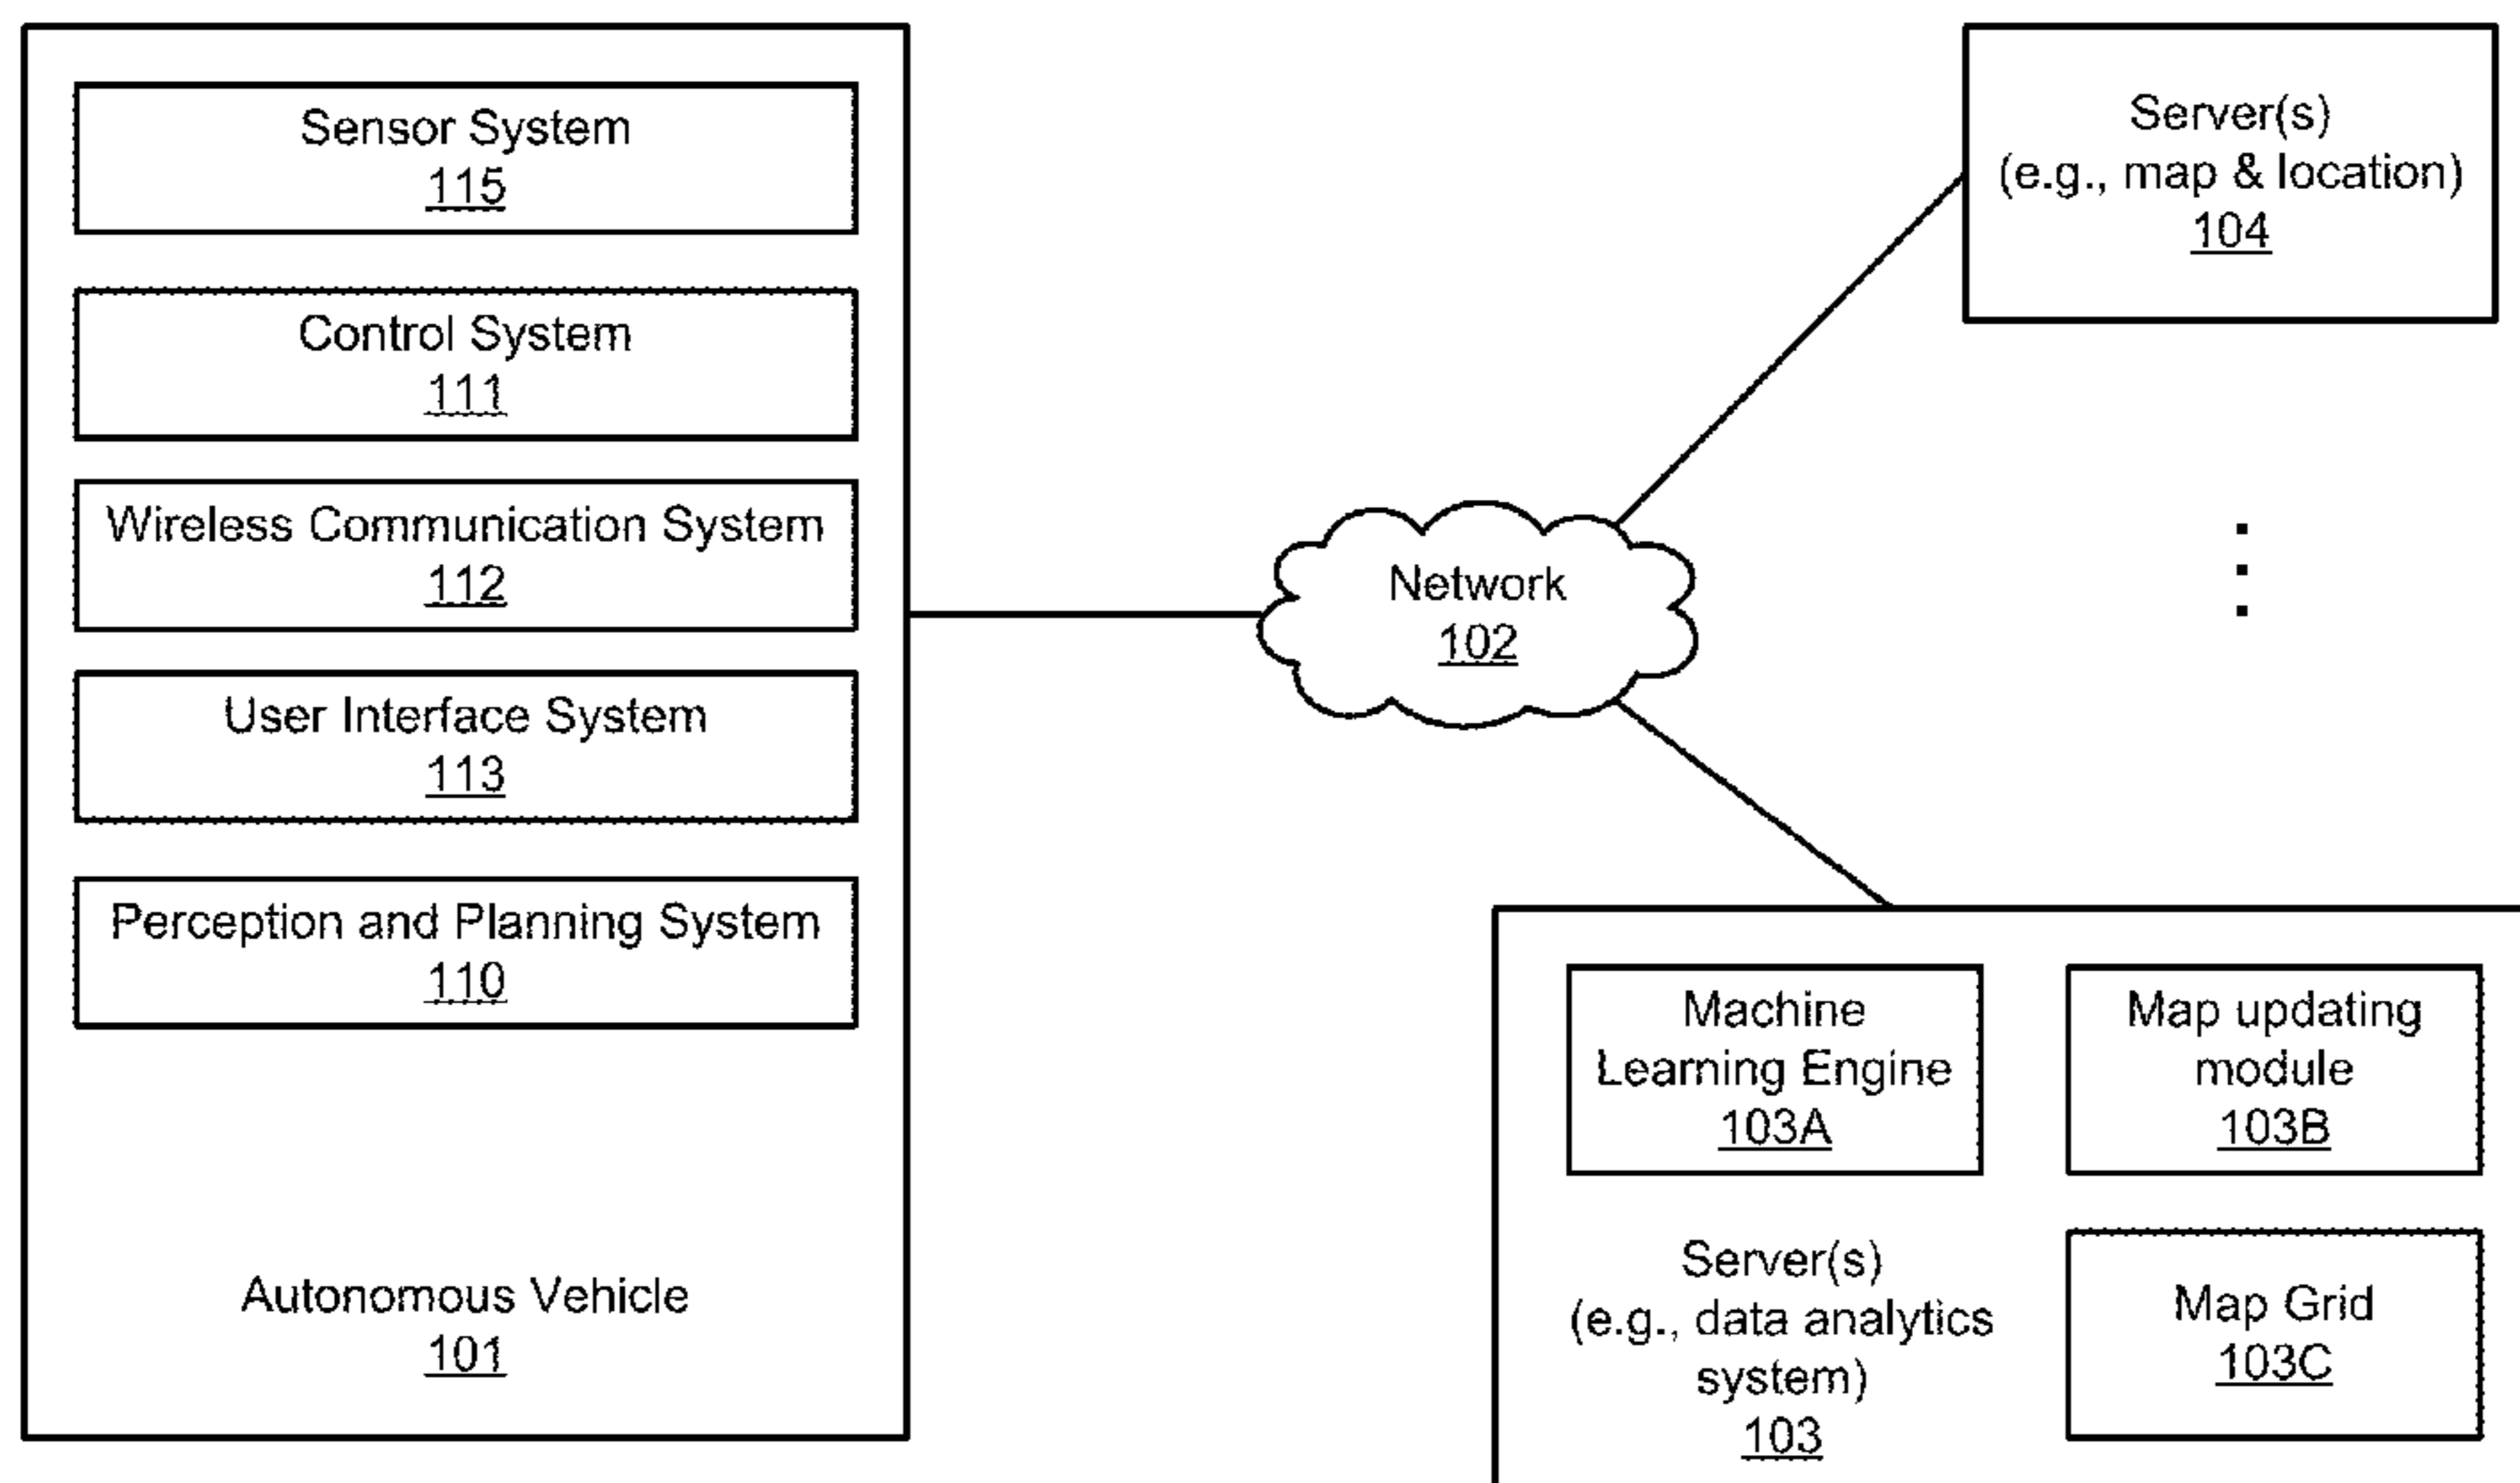 Sensor System
115
Control System
111
Wireless Communication System
112
User Interface System
113
Perception and Planning System
110
Autonomous Vehicle
101
Network
102
Server(s)
(e.g., map & location)
104
Machine
Learning Engine
103A
Map updating
module
103B
Server(s)
(e.g., data analytics
system)
103
Map Grid
103C